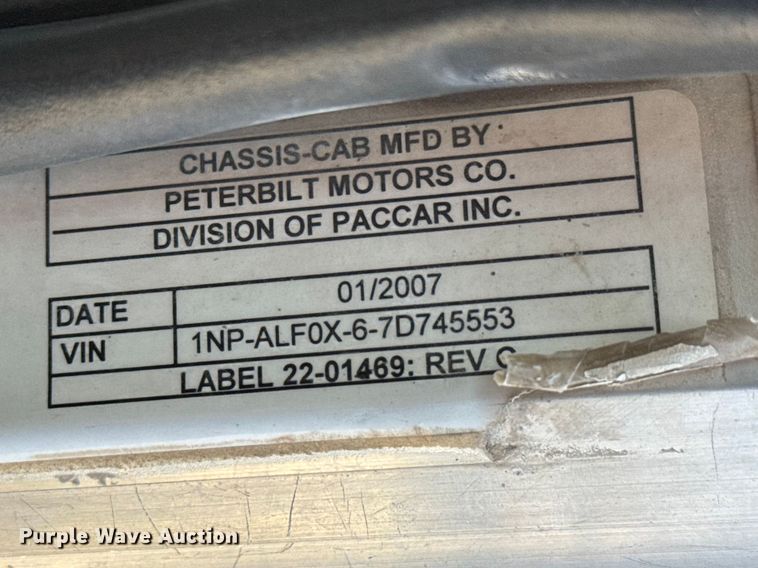 CHASSIS-CAB MFD BY
PETERBILT MOTORS CO.
DIVISION OF PACCAR INC.
DATE 01/2007
VIN 1NP-ALF0X-6-7D745553
LABEL 22-01469: REV
Purple Wave Auction